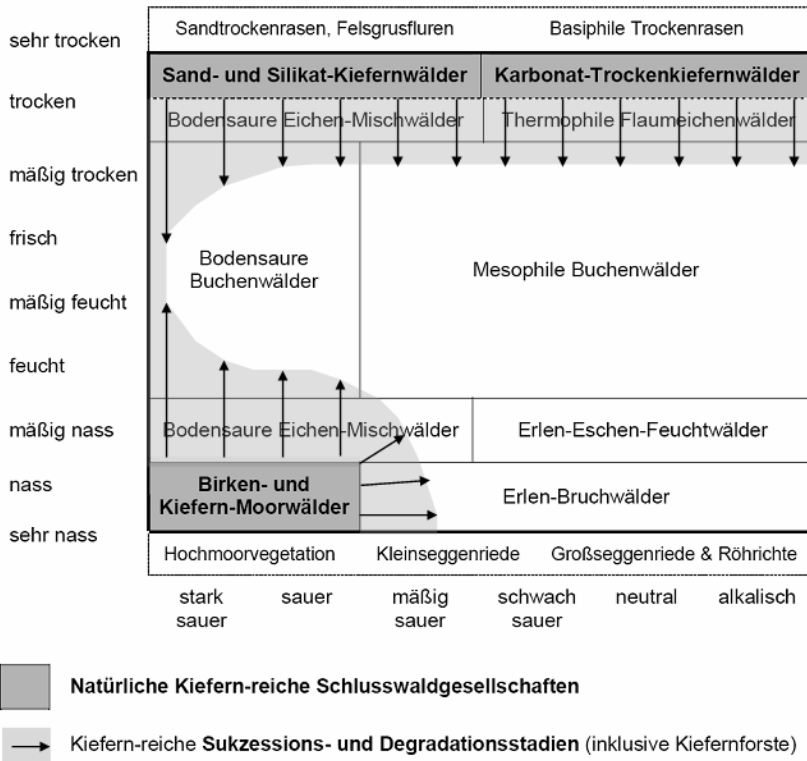 sehr trocken
Sandtrockenrasen, Felsgrusfluren
Basiphile Trockenrasen
Sand- und Silikat-Kiefernwälder
Karbonat-Trockenkiefernwälder
trocken
Bodensaure Eichen-Mischwälder
Thermophile Flaumeichenwälder
mäßig trocken
frisch
Bodensaure
Buchenwälder
Mesophile Buchenwälder
mäßig feucht
feucht
mäßig nass
Bodensaure Eichen-Mischwälder
Erlen-Eschen-Feuchtwälder
nass
Birken- und
Kiefern-Moorwälder
Erlen-Bruchwälder
sehr nass
Hochmoorvegetation
Kleinseggenriede
Großseggenriede & Röhrichte
stark
sauer
sauer
mäßig
sauer
schwach
sauer
neutral
alkalisch
Natürliche Kiefern-reiche Schlusswaldgesellschaften
Kiefern-reiche Sukzessions- und Degradationsstadien (inklusive Kiefernforste)